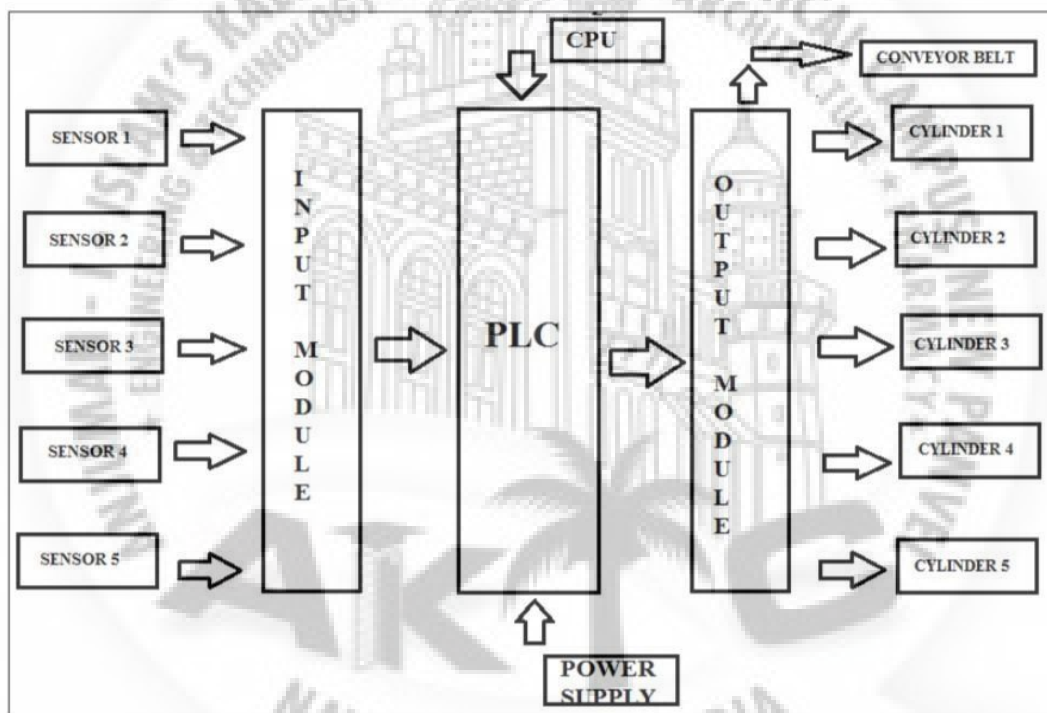 CPU
CONVEYOR BELT
SENSOR 1
SENSOR 2
SENSOR 3
SENSOR 4
SENSOR 5
INPUT MODULE
PLC
POWER
SUPPLY
OUTPUT MODULE
CYLINDER 1
CYLINDER 2
CYLINDER 3
CYLINDER 4
CYLINDER 5
AKTC